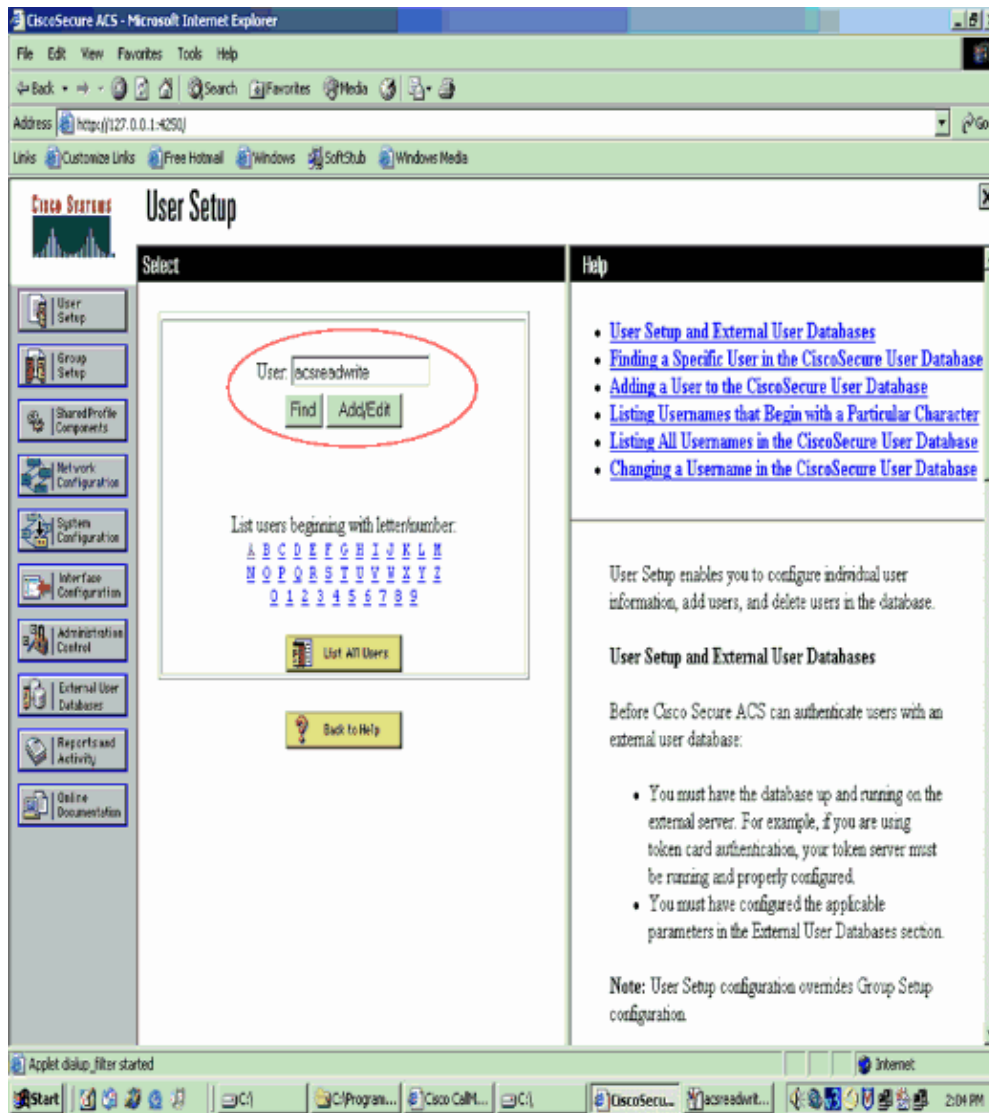 CiscoSecure ACS - Microsoft Internet Explorer
File Edit View Favorites Tools Help
Back Search Favorites Media
Address http://127.0.0.1:4250/ Go
Links Customize Links Free Hotmail Windows SoftStub Windows Media
CISCO SYSTEMS
User Setup
Select
Help
User Setup
Group Setup
Shared Profile Components
Network Configuration
System Configuration
Interface Configuration
Administration Control
External User Databases
Reports and Activity
Online Documentation
User: acsreadwrite
Find Add/Edit
List users beginning with letter/number:
A B C D E F G H I J K L M
N O P Q R S T U V W X Y Z
0 1 2 3 4 5 6 7 8 9
List All Users
Back to Help
User Setup and External User Databases
Finding a Specific User in the CiscoSecure User Database
Adding a User to the CiscoSecure User Database
Listing Usernames that Begin with a Particular Character
Listing All Usernames in the CiscoSecure User Database
Changing a Username in the CiscoSecure User Database
User Setup enables you to configure individual user
information, add users, and delete users in the database.
User Setup and External User Databases
Before Cisco Secure ACS can authenticate users with an
external user database:
You must have the database up and running on the
external server. For example, if you are using
token card authentication, your token server must
be running and properly configured.
You must have configured the applicable
parameters in the External User Databases section.
Note: User Setup configuration overrides Group Setup
configuration.
Applet dialup_filter started Internet
Start C:\ C:\Program... Cisco CallM... C:\ CiscoSecu... acsreadwrit... 2:04 PM